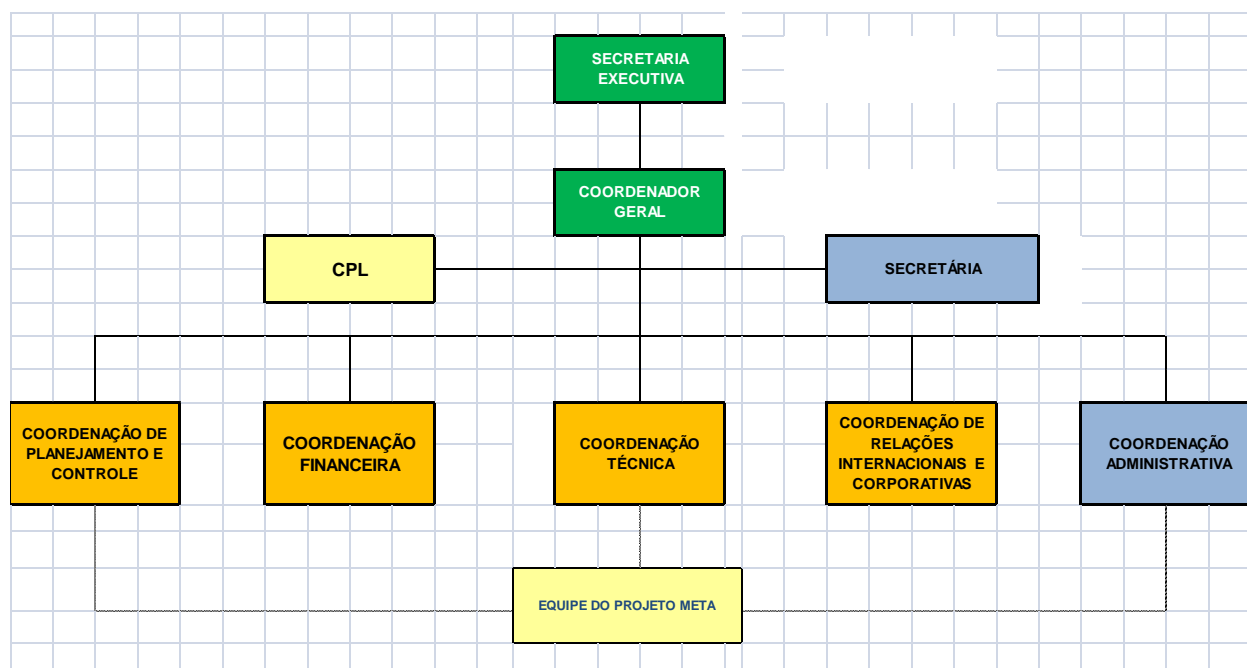 SECRETARIA
EXECUTIVA
COORDENADOR
GERAL
CPL
SECRETÁRIA
COORDENAÇÃO DE
PLANEJAMENTO E
CONTROLE
COORDENAÇÃO
FINANCEIRA
COORDENAÇÃO
TÉCNICA
COORDENAÇÃO DE
RELAÇÕES
INTERNACIONAIS E
CORPORATIVAS
COORDENAÇÃO
ADMINISTRATIVA
EQUIPE DO PROJETO META